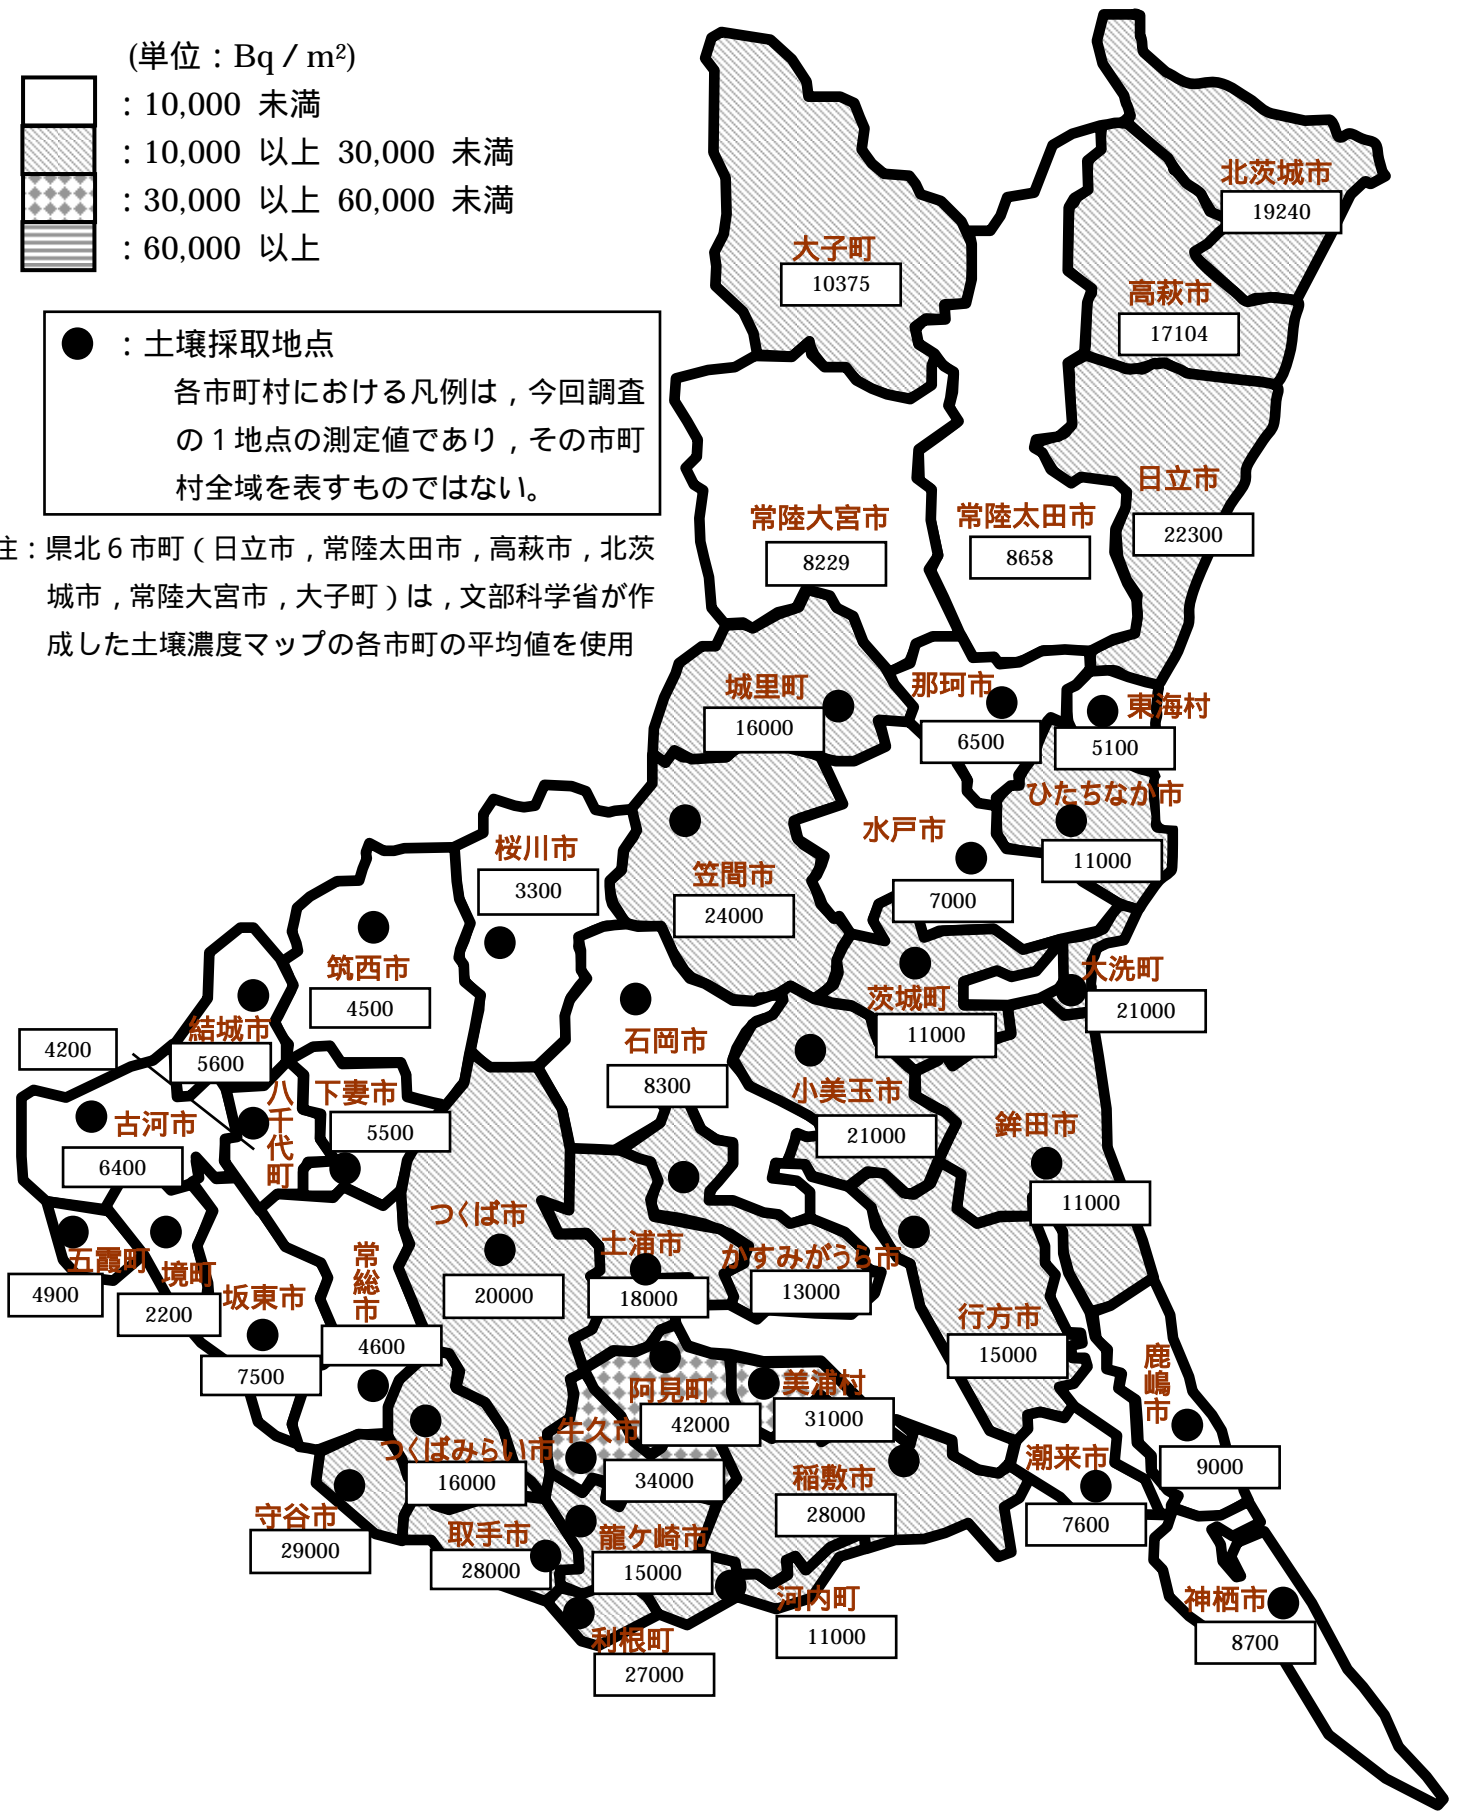 (単位：Bq / m²)
：10,000 未満
：10,000 以上 30,000 未満
：30,000 以上 60,000 未満
：60,000 以上
：土壌採取地点
各市町村における凡例は，今回調査
の１地点の測定値であり，その市町
村全域を表すものではない。
注：県北６市町（日立市，常陸太田市，高萩市，北茨
城市，常陸大宮市，大子町）は，文部科学省が作
成した土壌濃度マップの各市町の平均値を使用
北茨城市
19240
大子町
10375
高萩市
17104
日立市
22300
常陸大宮市
8229
常陸太田市
8658
城里町
16000
那珂市
6500
東海村
5100
ひたちなか市
11000
水戸市
7000
笠間市
24000
桜川市
3300
筑西市
4500
結城市
5600
4200
八千代町
下妻市
5500
古河市
6400
石岡市
8300
茨城町
11000
大洗町
21000
小美玉市
21000
鉾田市
11000
五霞町
4900
境町
2200
坂東市
7500
常総市
4600
つくば市
20000
土浦市
18000
かすみがうら市
13000
行方市
15000
鹿嶋市
9000
阿見町
42000
美浦村
31000
牛久市
34000
つくばみらい市
16000
稲敷市
28000
潮来市
7600
守谷市
29000
取手市
28000
龍ケ崎市
15000
河内町
11000
利根町
27000
神栖市
8700